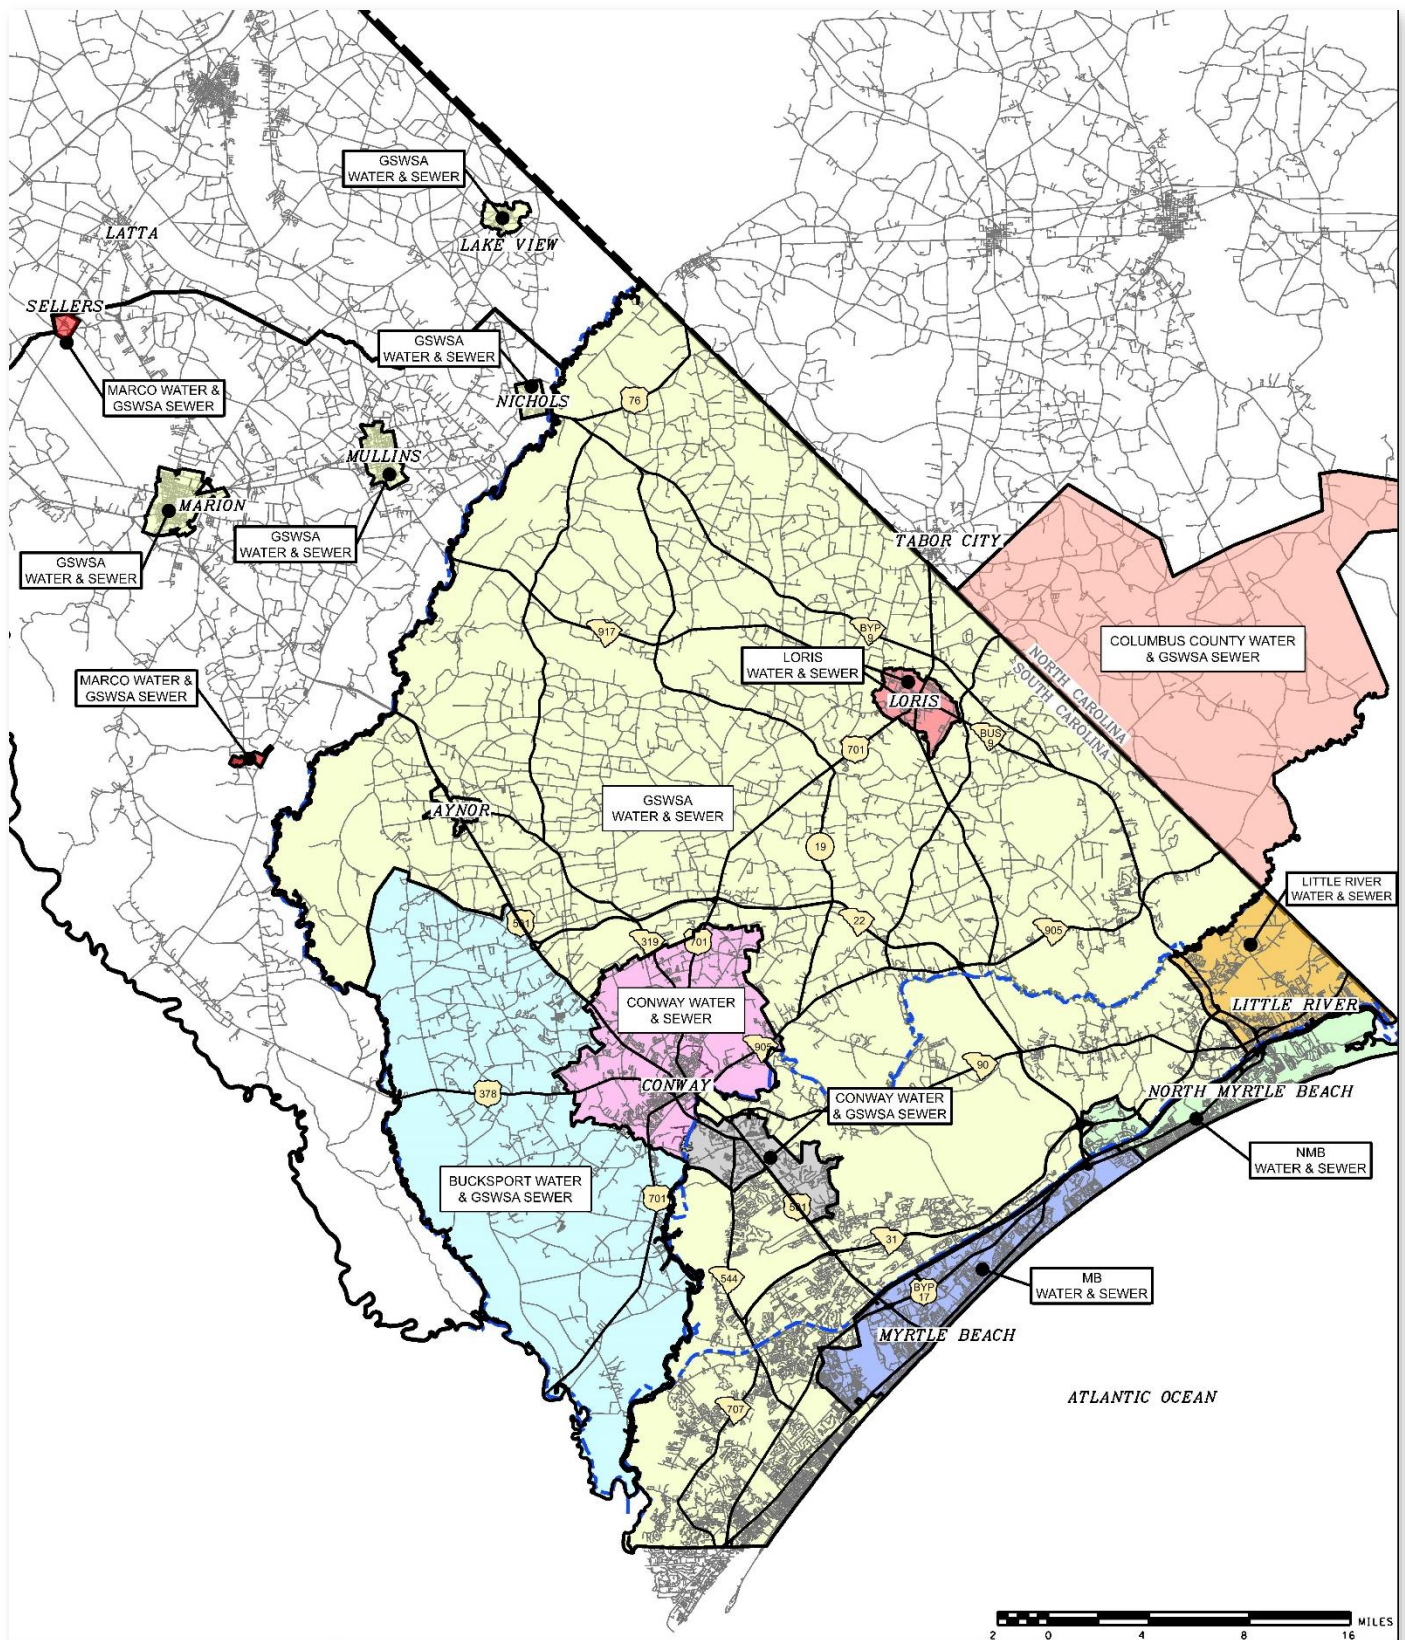 GSWSA
WATER & SEWER
LATTA
LAKE VIEW
SELLERS
GSWSA
WATER & SEWER
MARCO WATER &
GSWSA SEWER
NICHOLS
76
MULLINS
MARION
GSWSA
WATER & SEWER
TABOR CITY
GSWSA
WATER & SEWER
917
BYP
9
COLUMBUS COUNTY WATER
& GSWSA SEWER
LORIS
WATER & SEWER
NORTH CAROLINA
SOUTH CAROLINA
MARCO WATER &
GSWSA SEWER
LORIS
BUS
9
701
AYNOR
GSWSA
WATER & SEWER
19
LITTLE RIVER
WATER & SEWER
501
22
905
319
701
CONWAY WATER
& SEWER
LITTLE RIVER
905
90
CONWAY
NORTH MYRTLE BEACH
378
CONWAY WATER
& GSWSA SEWER
NMB
WATER & SEWER
BUCKSPORT WATER
& GSWSA SEWER
701
501
31
544
MB
WATER & SEWER
BYP
17
MYRTLE BEACH
ATLANTIC OCEAN
707
MILES
2 0 4 8 16